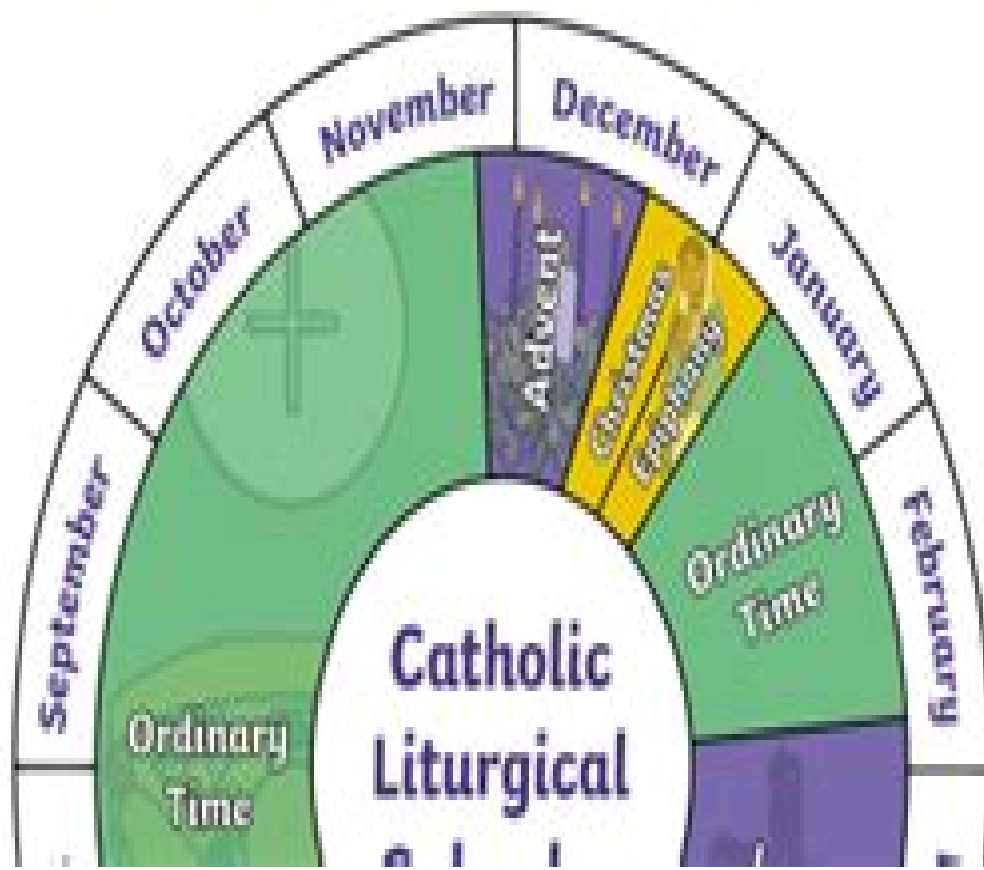 November
December
October
January
Advent
Christmas
Epiphany
September
February
Ordinary
Time
Ordinary
Time
Catholic
Liturgical